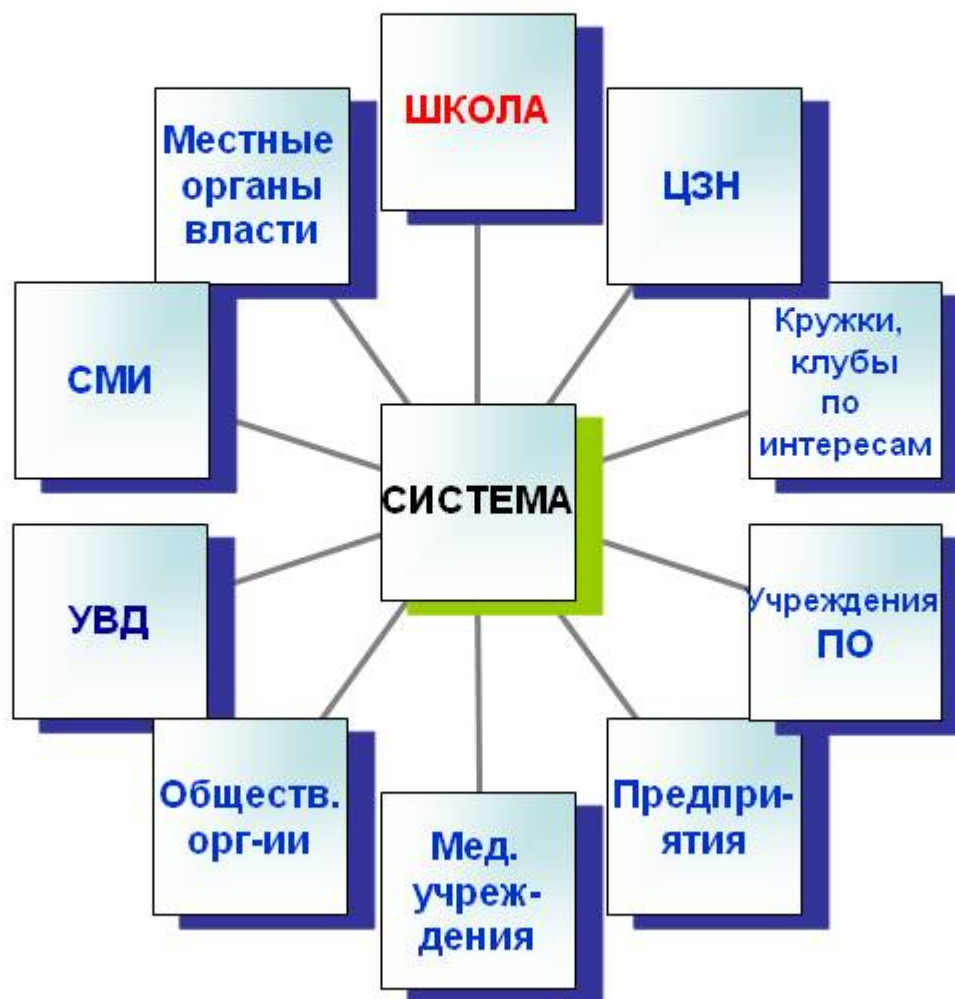 ШКОЛА
ЦЗН
Кружки,
клубы
по
интересам
Учреждения
ПО
Предпри-
ятия
Мед.
учреж-
дения
Обществ.
орг-ии
УВД
СМИ
Местные
органы
власти
СИСТЕМА